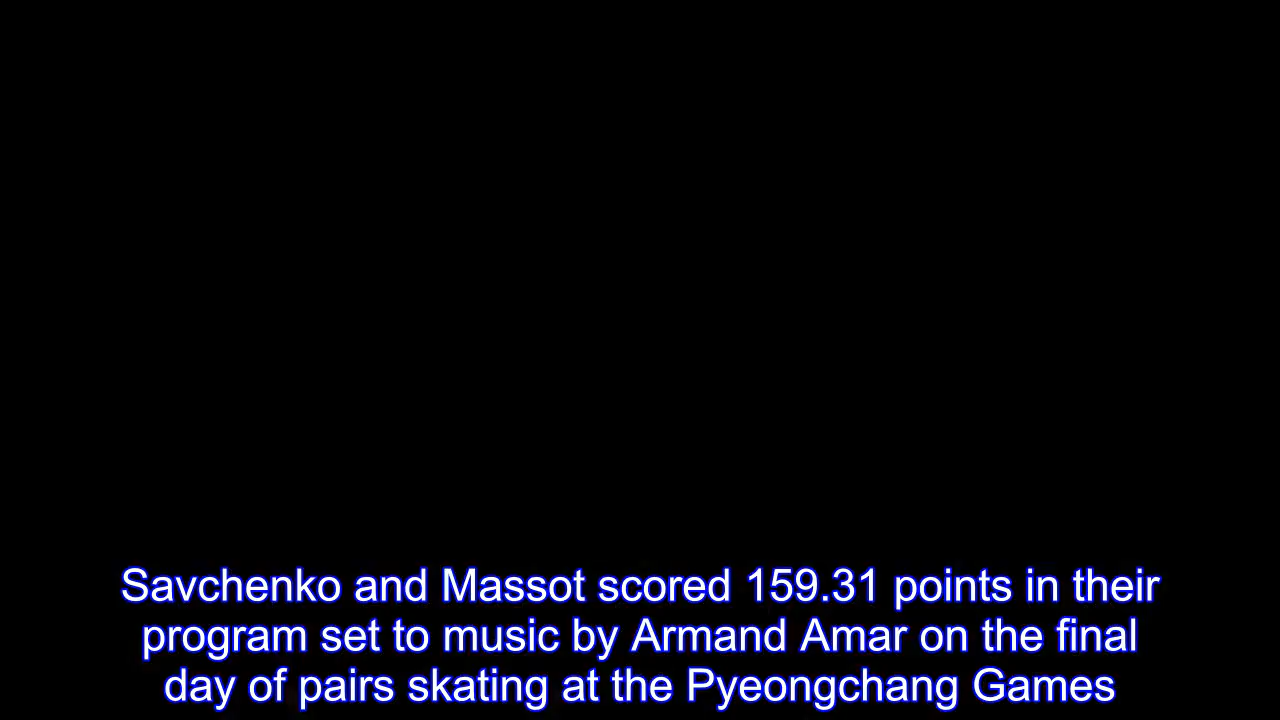 Savchenko and Massot scored 159.31 points in their
program set to music by Armand Amar on the final
day of pairs skating at the Pyeongchang Games